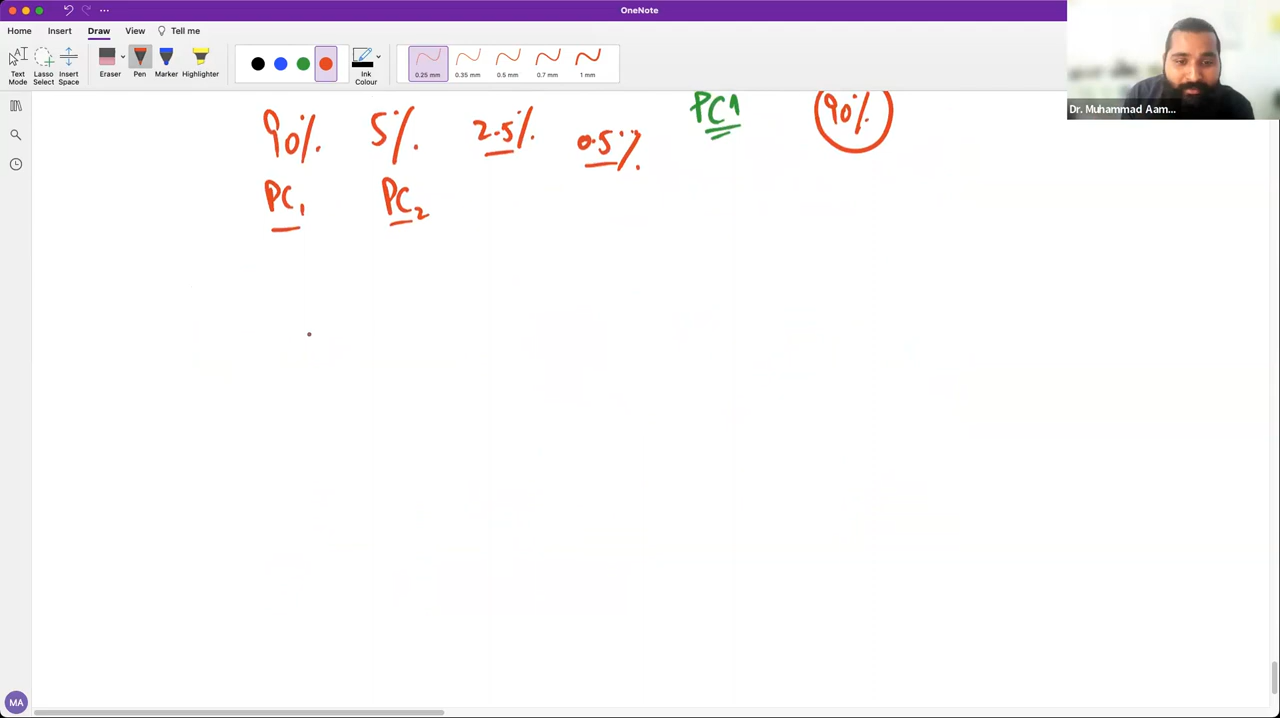 OneNote
Home Insert Draw View Tell me
Text Mode
Lasso Select
Insert Space
Eraser
Pen
Marker
Highlighter
Ink Colour
0.25 mm
0.35 mm
0.5 mm
0.7 mm
1 mm
Dr. Muhammad Aam...
90% 5% 2.5% 0.5% PC1 90%
PC1 PC2
MA